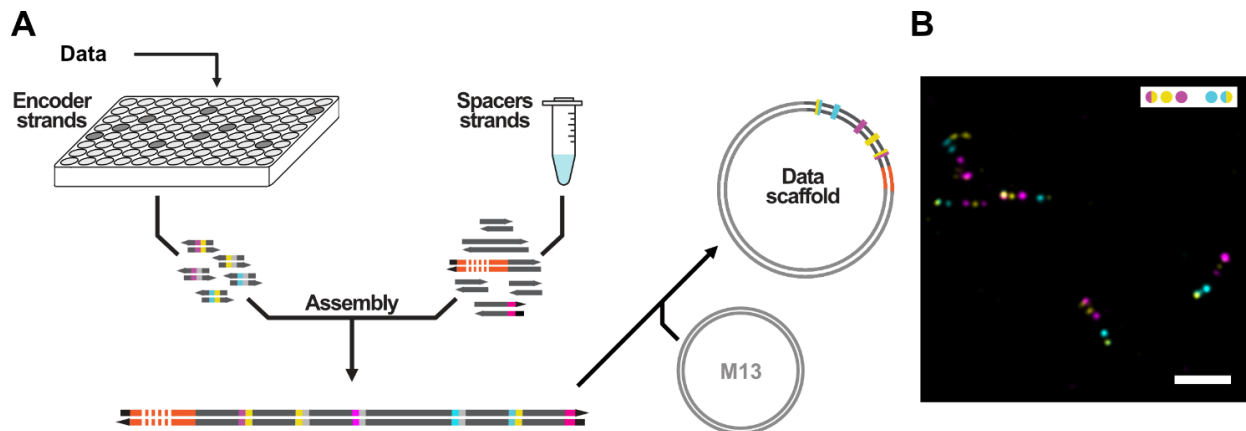 A
Data
Encoder
strands
Spacers
strands
Assembly
Data
scaffold
M13
B